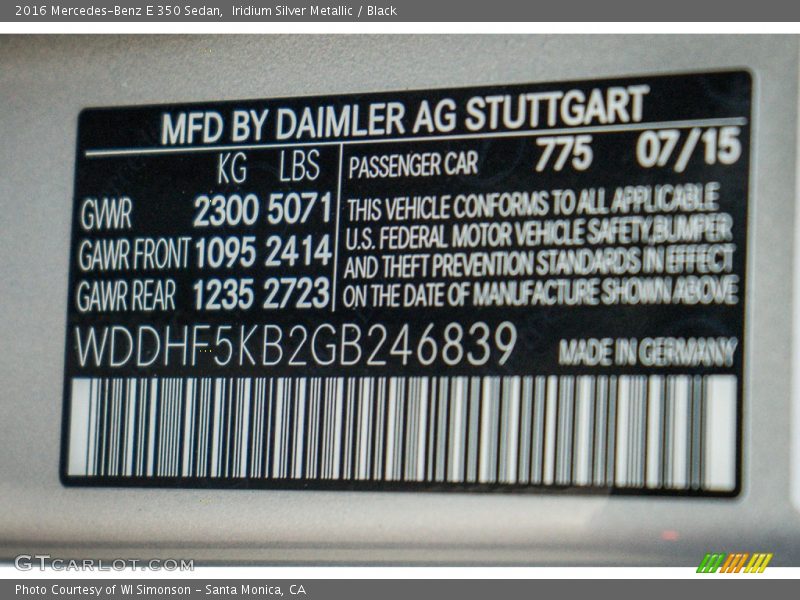 2016 Mercedes-Benz E 350 Sedan, Iridium Silver Metallic / Black
MFD BY DAIMLER AG STUTTGART
KG LBS PASSENGER CAR 775 07/15
GVWR 2300 5071
GAWR FRONT 1095 2414
GAWR REAR 1235 2723
THIS VEHICLE CONFORMS TO ALL APPLICABLE
U.S. FEDERAL MOTOR VEHICLE SAFETY,BUMPER
AND THEFT PREVENTION STANDARDS IN EFFECT
ON THE DATE OF MANUFACTURE SHOWN ABOVE
WDDHF5KB2GB246839
MADE IN GERMANY
GTCARLOT.COM
Photo Courtesy of WI Simonson - Santa Monica, CA